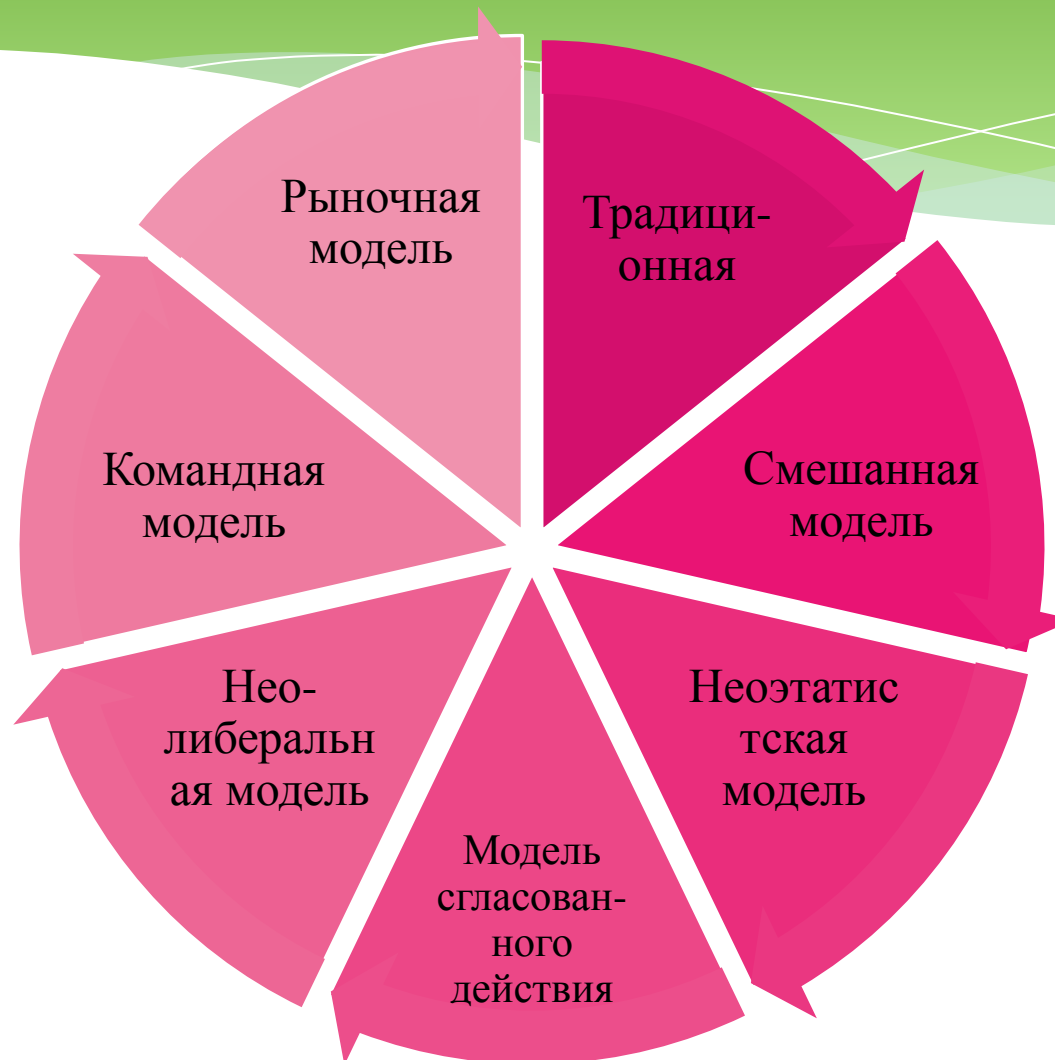 Рыночная
модель
Традици-
онная
Смешанная
модель
Неоэтатис
тская
модель
Модель
сгласован-
ного
действия
Нео-
либеральн
ая модель
Командная
модель